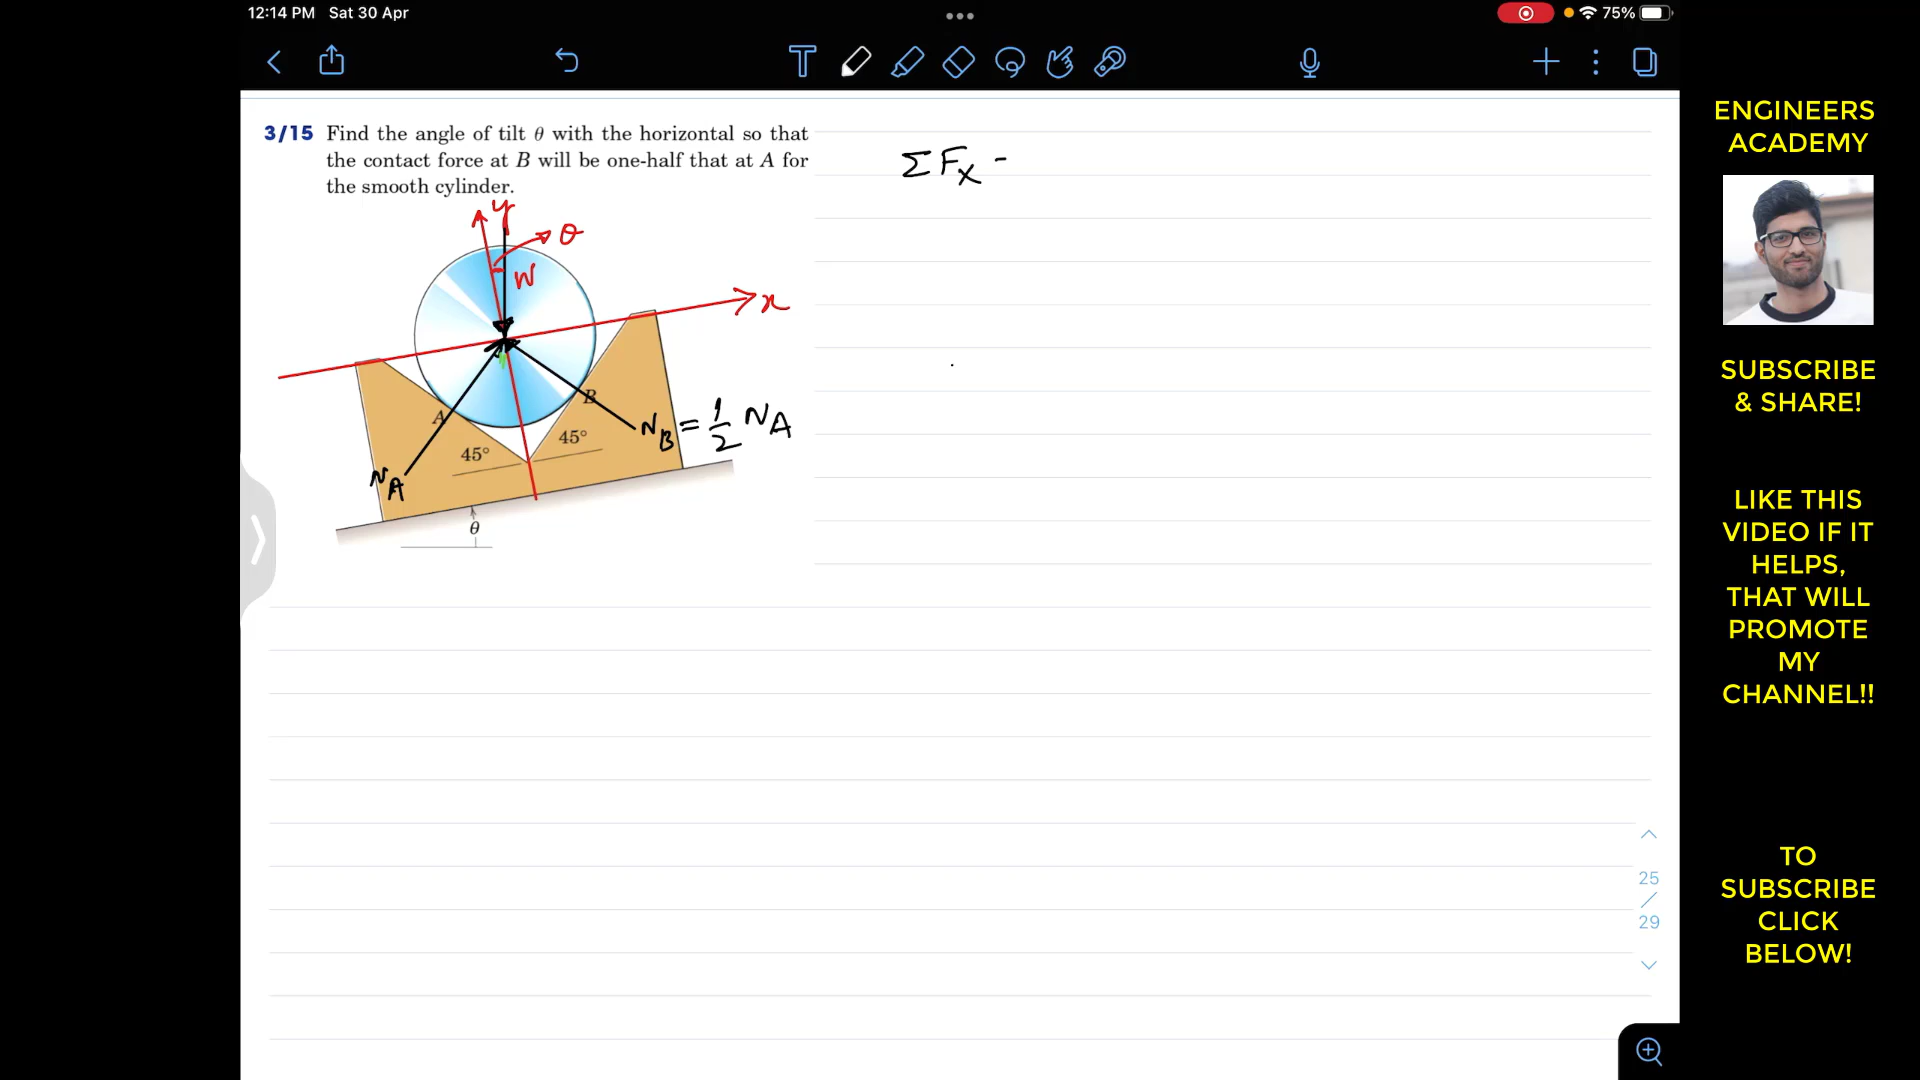 12:14 PM Sat 30 Apr
75%
3/15 Find the angle of tilt θ with the horizontal so that
the contact force at B will be one-half that at A for
the smooth cylinder.
ΣFx -
y
θ
W
x
A
B
NB = 1/2 NA
45°
45°
NA
θ
25
/
29
ENGINEERS
ACADEMY
SUBSCRIBE
& SHARE!
LIKE THIS
VIDEO IF IT
HELPS,
THAT WILL
PROMOTE
MY
CHANNEL!!
TO
SUBSCRIBE
CLICK
BELOW!